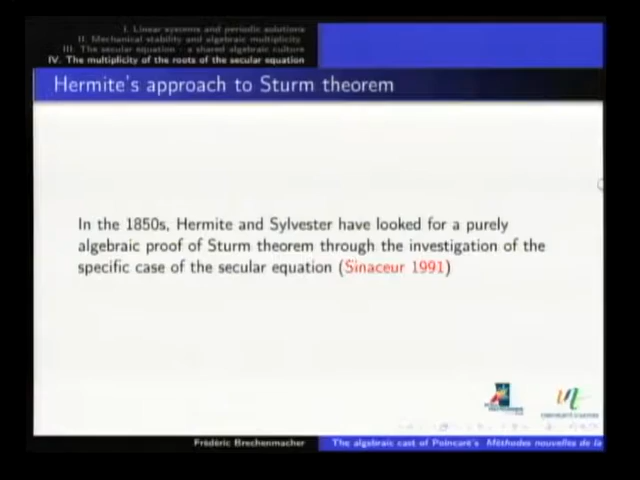 I. Linear systems and periodic solutions
II. Mechanical stability and algebraic multiplicity
III. The secular equation - a shared algebraic culture
IV. The multiplicity of the roots of the secular equation
Hermite's approach to Sturm theorem
In the 1850s, Hermite and Sylvester have looked for a purely
algebraic proof of Sturm theorem through the investigation of the
specific case of the secular equation (Sinaceur 1991)
Frédéric Brechenmacher
The algebraic cast of Poincaré's Méthodes nouvelles de la